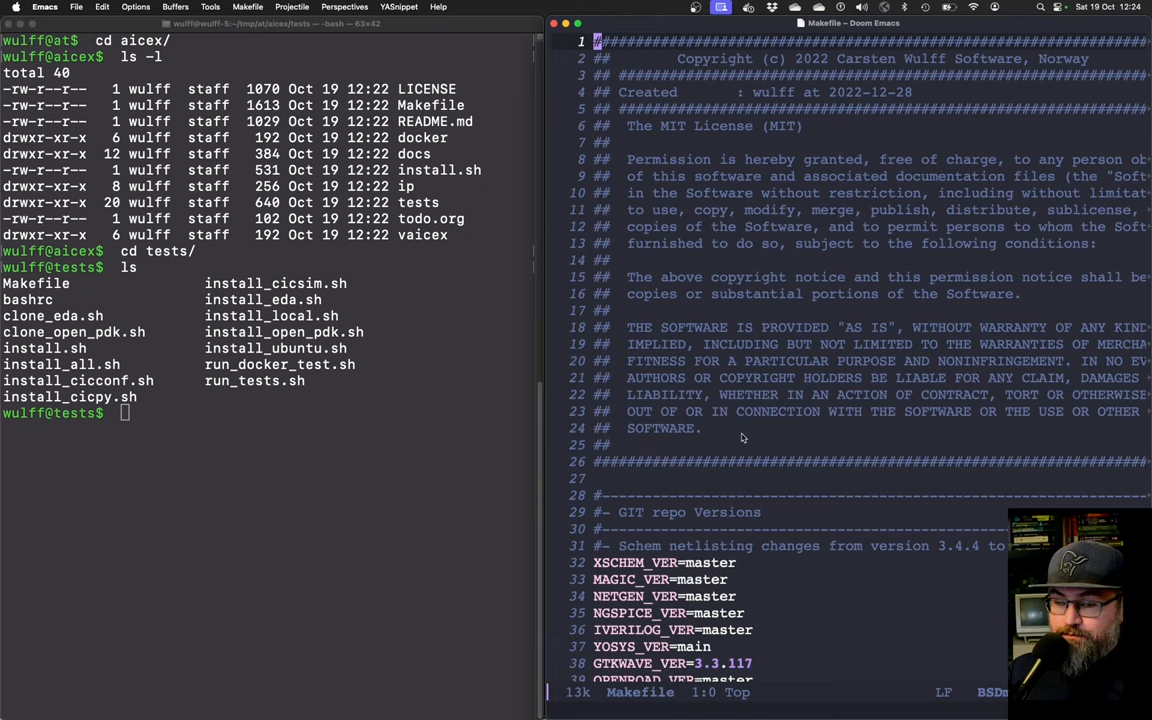 Emacs File Edit Options Buffers Tools Makefile Projectile Perspectives YASnippet Help Sat 19 Oct 12:24
wulff@wulff-5:~/tmp/at/aicex/tests — -bash — 63×42
wulff@at$ cd aicex/
wulff@aicex$ ls -l
total 40
-rw-r--r-- 1 wulff staff 1070 Oct 19 12:22 LICENSE
-rw-r--r-- 1 wulff staff 1613 Oct 19 12:22 Makefile
-rw-r--r-- 1 wulff staff 1029 Oct 19 12:22 README.md
drwxr-xr-x 6 wulff staff 192 Oct 19 12:22 docker
drwxr-xr-x 12 wulff staff 384 Oct 19 12:22 docs
-rw-r--r-- 1 wulff staff 531 Oct 19 12:22 install.sh
drwxr-xr-x 8 wulff staff 256 Oct 19 12:22 ip
drwxr-xr-x 20 wulff staff 640 Oct 19 12:22 tests
-rw-r--r-- 1 wulff staff 102 Oct 19 12:22 todo.org
drwxr-xr-x 6 wulff staff 192 Oct 19 12:22 vaicex
wulff@aicex$ cd tests/
wulff@tests$ ls
Makefile install_cicsim.sh
bashrc install_eda.sh
clone_eda.sh install_local.sh
clone_open_pdk.sh install_open_pdk.sh
install.sh install_ubuntu.sh
install_all.sh run_docker_test.sh
install_cicconf.sh run_tests.sh
install_cicpy.sh
wulff@tests$
Makefile – Doom Emacs
1 ##################################################################
2 ## Copyright (c) 2022 Carsten Wulff Software, Norway
3 ## ###############################################################
4 ## Created : wulff at 2022-12-28
5 ## ###############################################################
6 ## The MIT License (MIT)
7 ##
8 ## Permission is hereby granted, free of charge, to any person ob
9 ## of this software and associated documentation files (the "Soft
10 ## in the Software without restriction, including without limitat
11 ## to use, copy, modify, merge, publish, distribute, sublicense,
12 ## copies of the Software, and to permit persons to whom the Soft
13 ## furnished to do so, subject to the following conditions:
14 ##
15 ## The above copyright notice and this permission notice shall be
16 ## copies or substantial portions of the Software.
17 ##
18 ## THE SOFTWARE IS PROVIDED "AS IS", WITHOUT WARRANTY OF ANY KIND
19 ## IMPLIED, INCLUDING BUT NOT LIMITED TO THE WARRANTIES OF MERCHA
20 ## FITNESS FOR A PARTICULAR PURPOSE AND NONINFRINGEMENT. IN NO EV
21 ## AUTHORS OR COPYRIGHT HOLDERS BE LIABLE FOR ANY CLAIM, DAMAGES
22 ## LIABILITY, WHETHER IN AN ACTION OF CONTRACT, TORT OR OTHERWISE
23 ## OUT OF OR IN CONNECTION WITH THE SOFTWARE OR THE USE OR OTHER
24 ## SOFTWARE.
25 ##
26 ##################################################################
27
28 #-------------------------------------------------
29 #- GIT repo Versions
30 #-------------------------------------------------
31 #- Schem netlisting changes from version 3.4.4 to
32 XSCHEM_VER=master
33 MAGIC_VER=master
34 NETGEN_VER=master
35 NGSPICE_VER=master
36 IVERILOG_VER=master
37 YOSYS_VER=main
38 GTKWAVE_VER=3.3.117
39 OPENROAD_VER=master
13k Makefile 1:0 Top LF